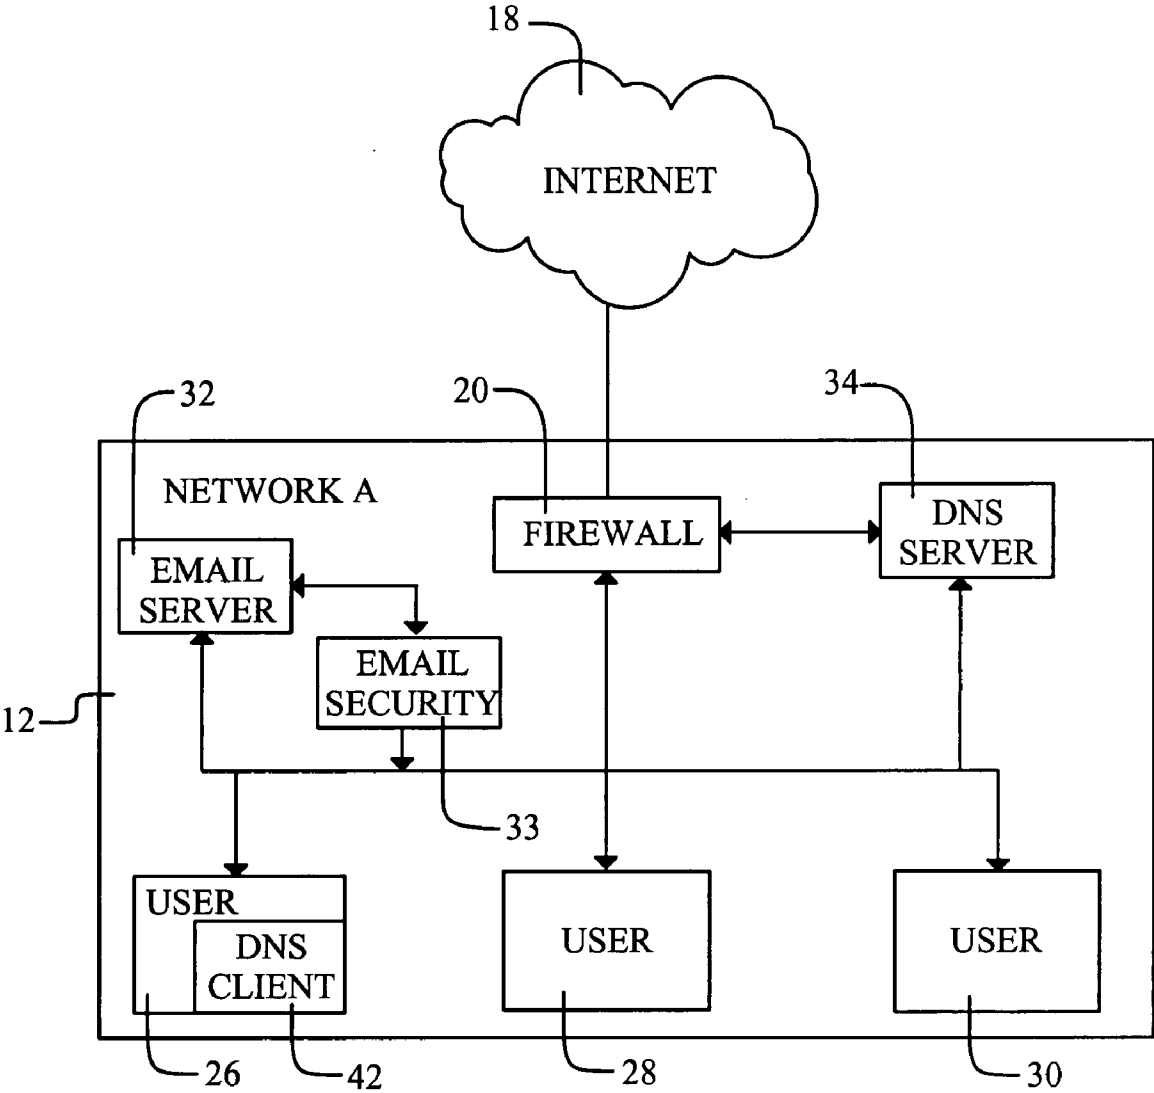 18
INTERNET
32
20
34
NETWORK A
FIREWALL
DNS
SERVER
EMAIL
SERVER
EMAIL
SECURITY
12
33
USER
DNS
CLIENT
USER
USER
26
42
28
30